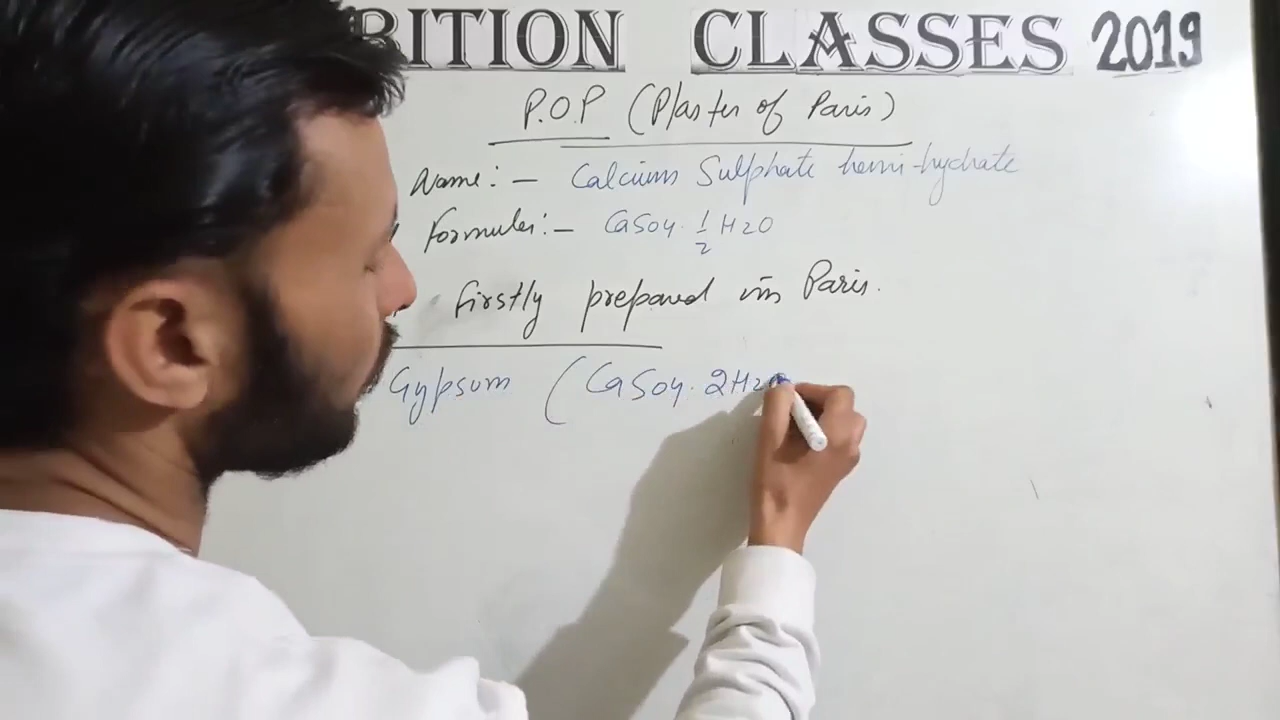 BITION CLASSES 2019
P.O.P (Plaster of Paris)
Name:- Calcium Sulphate hemi-hydrate
Formula:- CaSo4. 1/2 H2O
firstly prepared in Paris.
Gypsum (CaSo4. 2H2O